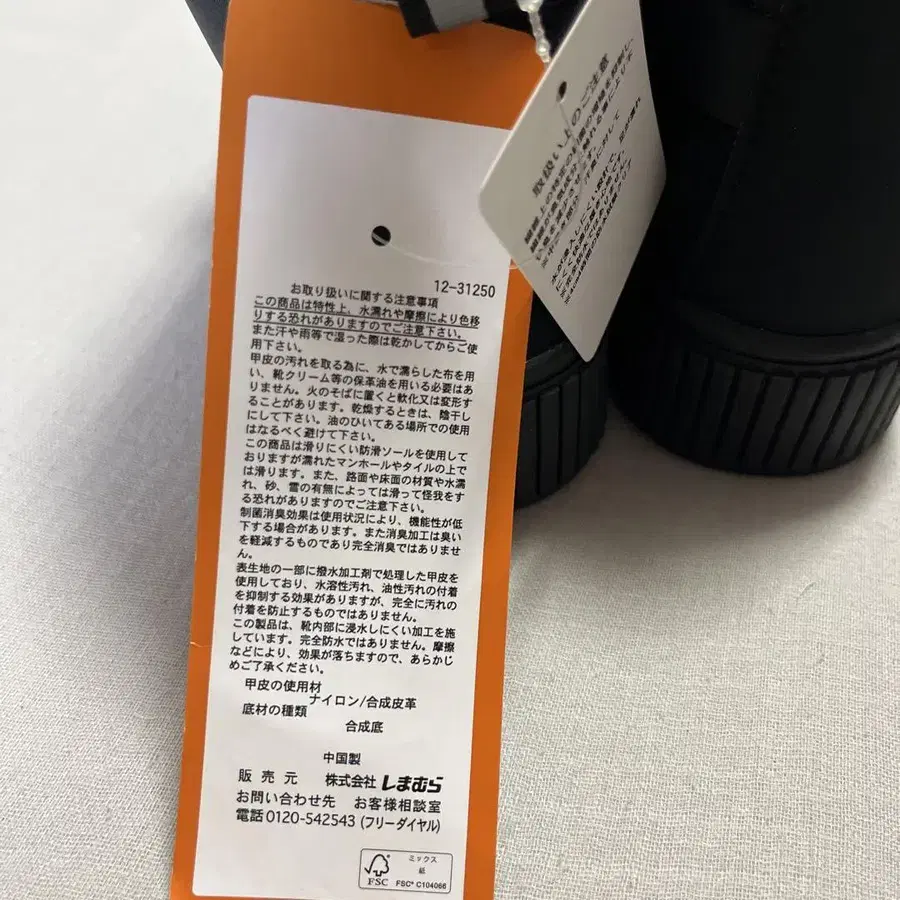 12-31250
お取り扱いに関する注意事項
この商品は特性上、水濡れや摩擦により色移
りする恐れがありますのでご注意下さい。
また汗や雨等で湿った際は乾かしてからご使
用下さい。
甲皮の汚れを取る為に、水で濡らした布を用
い、靴クリーム等の保革油を用いる必要はあ
りません。火のそばに置くと軟化又は変形す
ることがあります。乾燥するときは、陰干し
にして下さい。油のひいてある場所での使用
はなるべく避けて下さい。
この商品は滑りにくい防滑ソールを使用して
おりますが濡れたマンホールやタイルの上で
は滑ります。また、路面や床面の材質や水濡
れ、砂、雪の有無によっては滑って怪我をす
る恐れがありますのでご注意下さい。
制菌消臭効果は使用状況により、機能性が低
下する場合があります。また消臭加工は臭い
を軽減するものであり完全消臭ではありませ
ん。
表生地の一部に撥水加工剤で処理した甲皮を
使用しており、水溶性汚れ、油性汚れの付着
を抑制する効果がありますが、完全に汚れの
付着を防止するものではありません。
この製品は、靴内部に浸水しにくい加工を施
しています。完全防水ではありません。摩擦
などにより、効果が落ちますので、あらかじ
めご了承ください。
甲皮の使用材
ナイロン/合成皮革
底材の種類
合成底
中国製
販売元 株式会社しまむら
お問い合わせ先 お客様相談室
電話0120-542543 (フリーダイヤル)
ミックス
紙
FSC
FSC® C104066
取扱い上のご注意